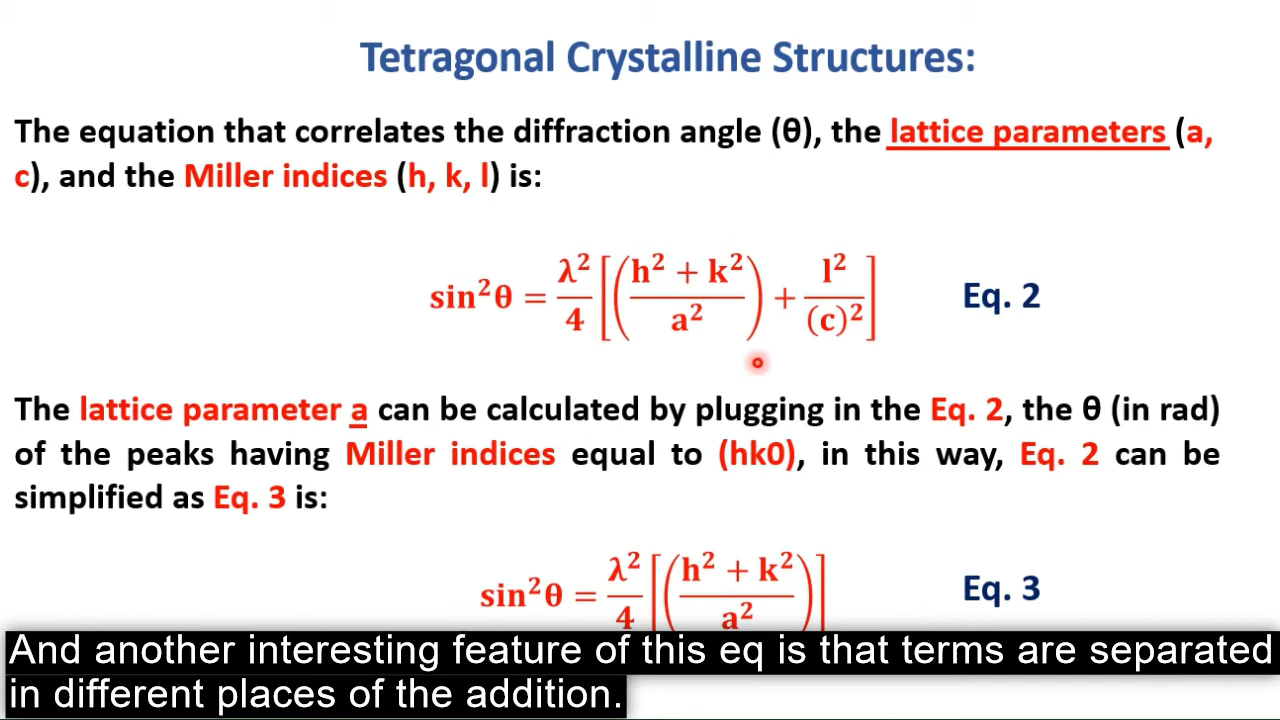 Tetragonal Crystalline Structures:
The equation that correlates the diffraction angle (θ), the lattice parameters (a,
c), and the Miller indices (h, k, l) is:
sin²θ = λ²/4 [((h² + k²)/a²) + l²/(c)²] Eq. 2
The lattice parameter a can be calculated by plugging in the Eq. 2, the θ (in rad)
of the peaks having Miller indices equal to (hk0), in this way, Eq. 2 can be
simplified as Eq. 3 is:
sin²θ = λ²/4 [((h² + k²)/a²)] Eq. 3
And another interesting feature of this eq is that terms are separated
in different places of the addition.